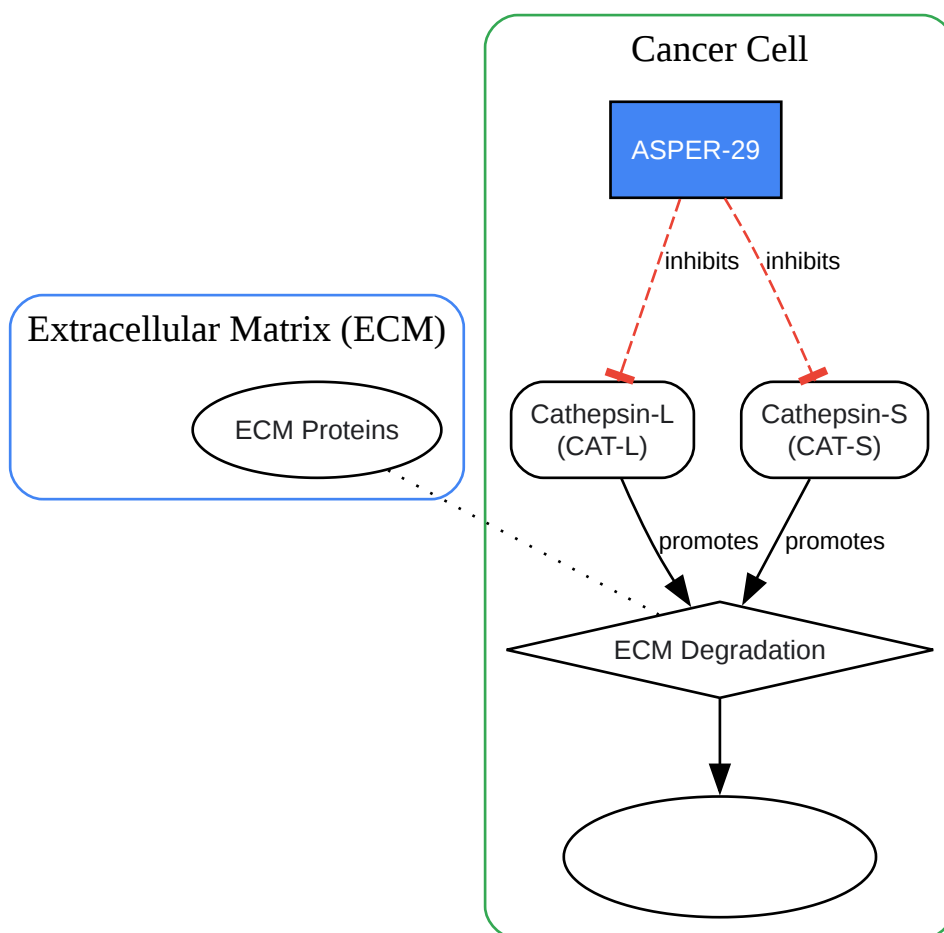 Cancer Cell
ASPER-29
inhibits
inhibits
Extracellular Matrix (ECM)
ECM Proteins
Cathepsin-L
(CAT-L)
Cathepsin-S
(CAT-S)
promotes
promotes
ECM Degradation